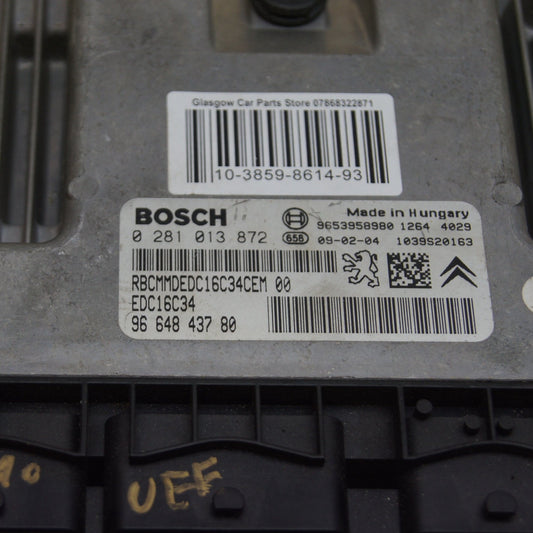 Glasgow Car Parts Store 07868322871
10-3859-8614-93
BOSCH
Made in Hungary
9653958980 1264 4029
0 281 013 872
658
09-02-04
1039S20163
RBCMMDEDC16C34CEM 00
EDC16C34
96 648 437 80
UEF